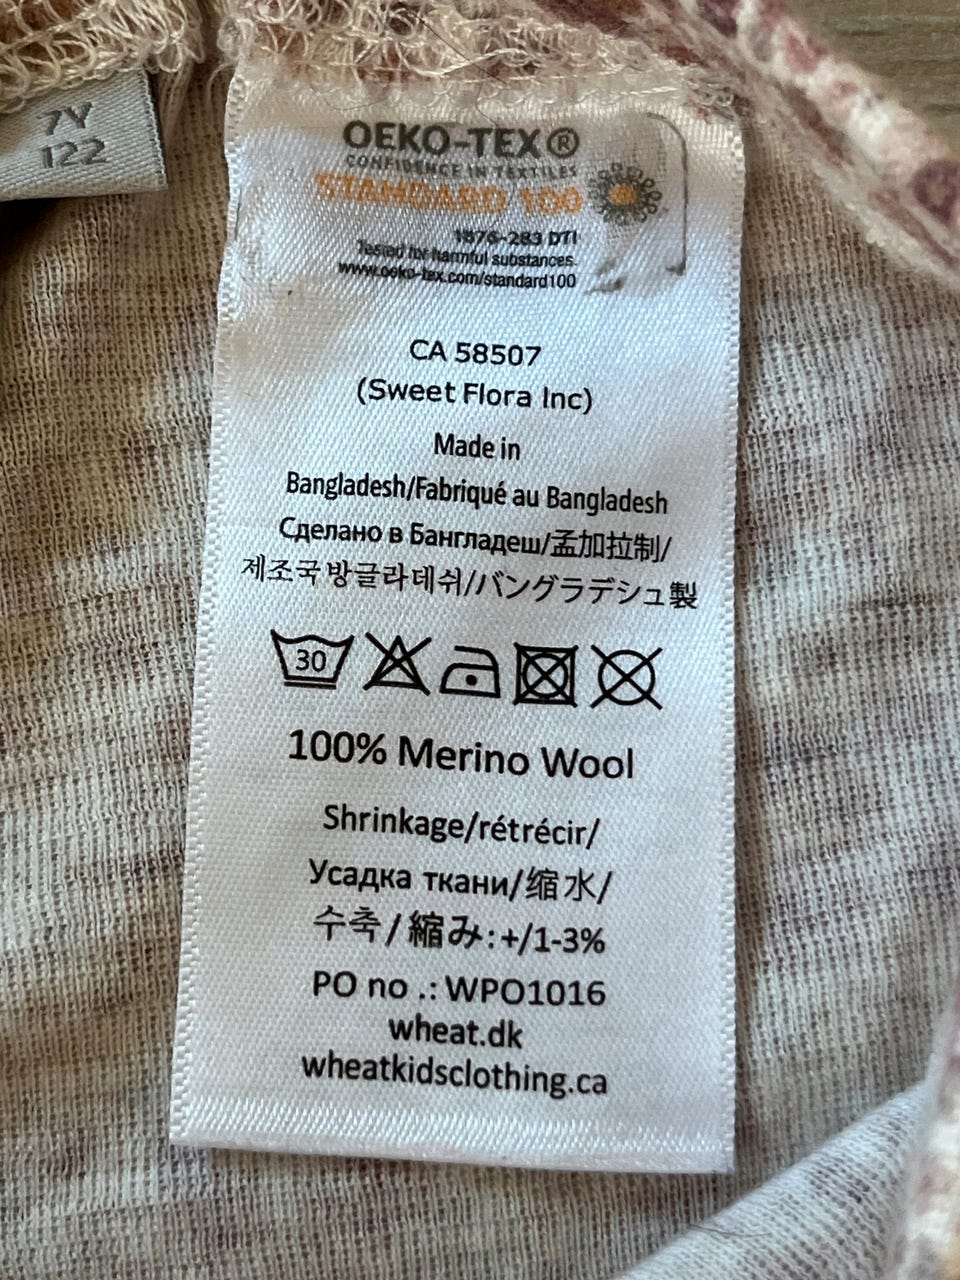 7Y
122
OEKO-TEX®
CONFIDENCE IN TEXTILES
STANDARD 100
1876-283 DTI
Tested for harmful substances.
www.oeko-tex.com/standard100
CA 58507
(Sweet Flora Inc)
Made in
Bangladesh/Fabriqué au Bangladesh
Сделано в Бангладеш/孟加拉制/
제조국 방글라데쉬/バングラデシュ製
30
100% Merino Wool
Shrinkage/rétrécir/
Усадка ткани/缩水/
수축/縮み:+/1-3%
PO no .: WPO1016
wheat.dk
wheatkidsclothing.ca